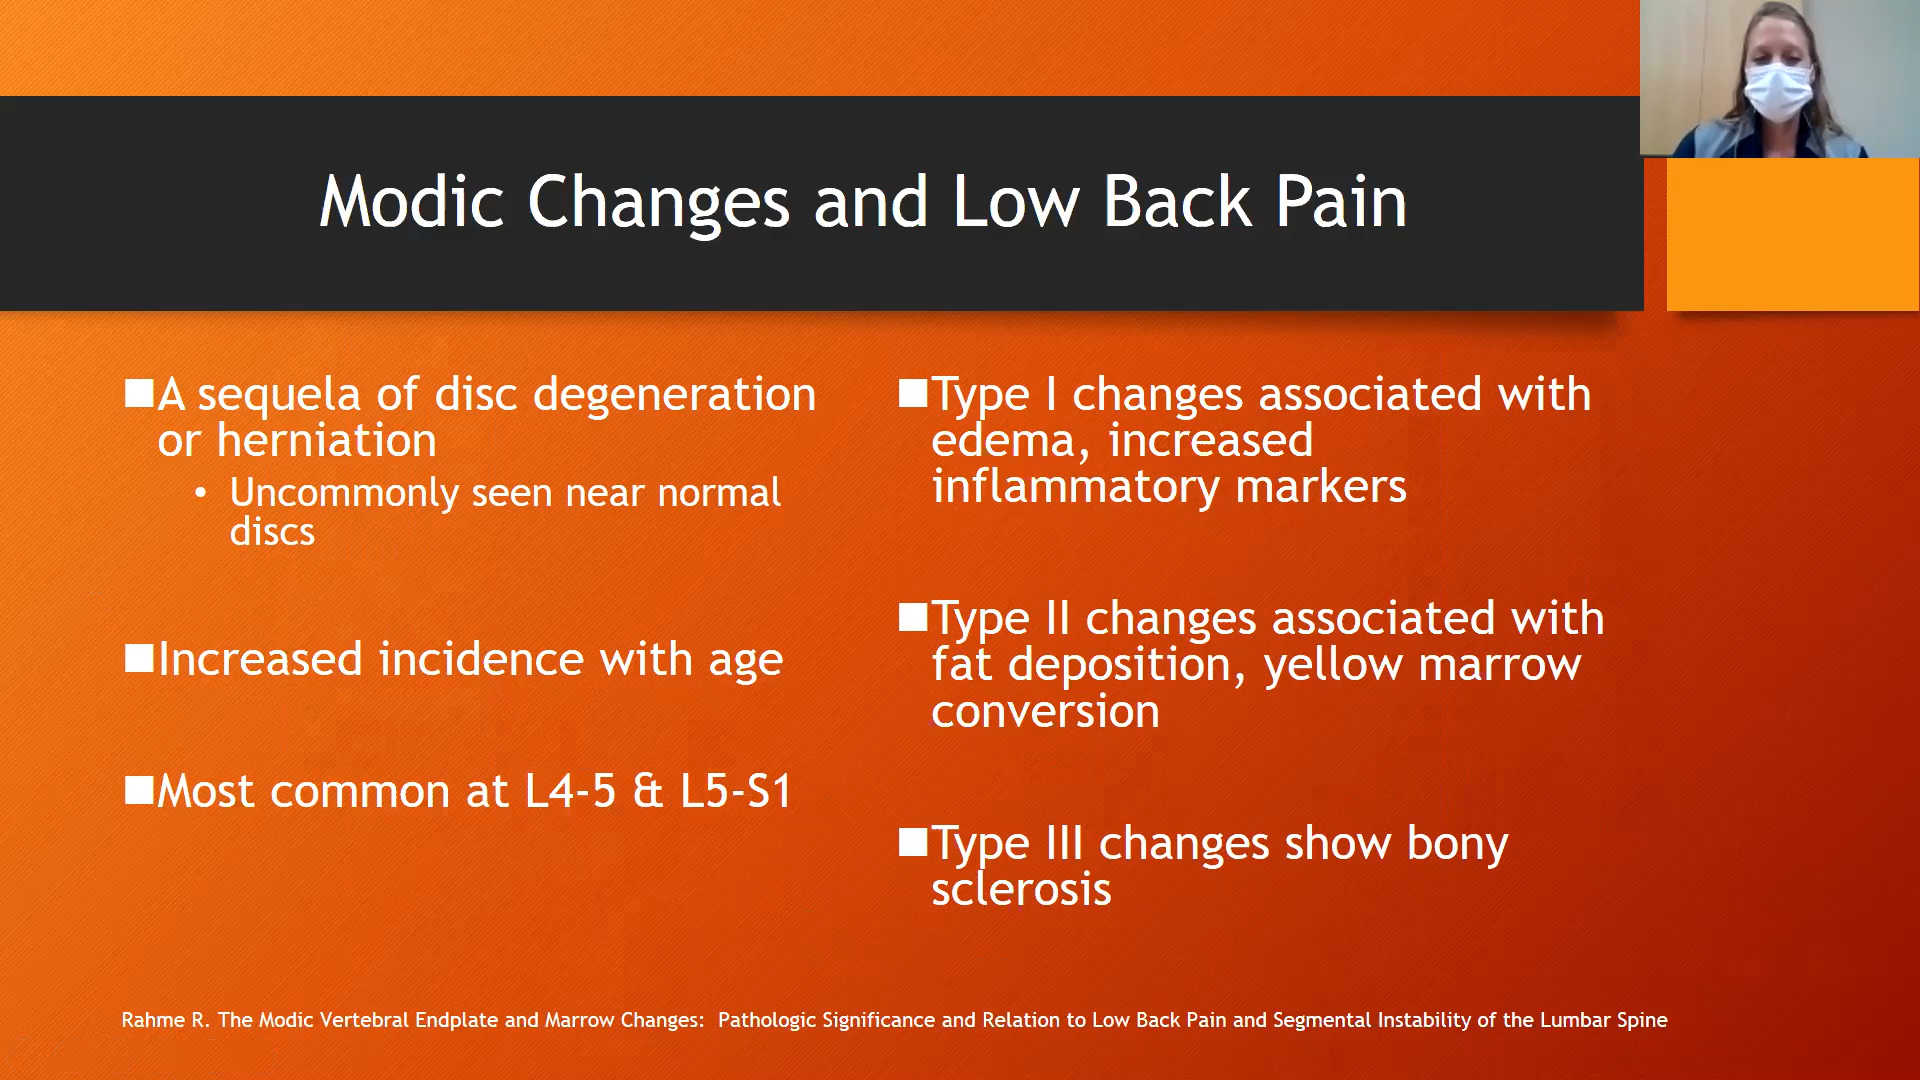 Modic Changes and Low Back Pain
■A sequela of disc degeneration
or herniation
• Uncommonly seen near normal
discs
■Increased incidence with age
■Most common at L4-5 & L5-S1
■Type I changes associated with
edema, increased
inflammatory markers
■Type II changes associated with
fat deposition, yellow marrow
conversion
■Type III changes show bony
sclerosis
Rahme R. The Modic Vertebral Endplate and Marrow Changes:  Pathologic Significance and Relation to Low Back Pain and Segmental Instability of the Lumbar Spine